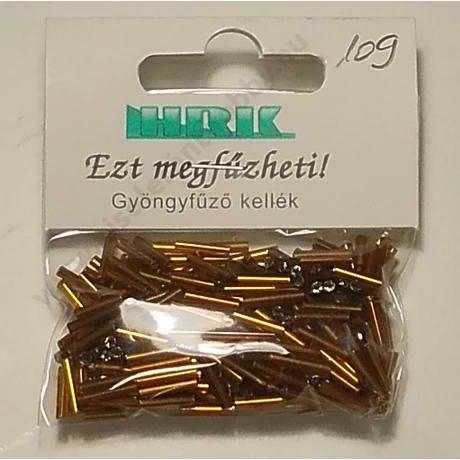 10g
HRK
Ezt megfűzheti!
Gyöngyfűző kellék